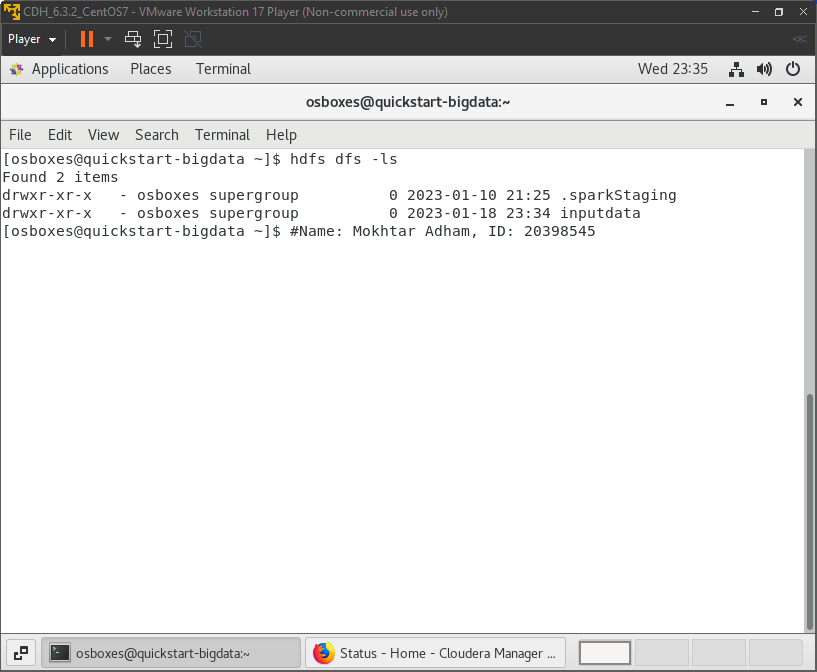 CDH_6.3.2_CentOS7 - VMware Workstation 17 Player (Non-commercial use only)
Player
Applications Places Terminal Wed 23:35
osboxes@quickstart-bigdata:~
File Edit View Search Terminal Help
[osboxes@quickstart-bigdata ~]$ hdfs dfs -ls
Found 2 items
drwxr-xr-x   - osboxes supergroup          0 2023-01-10 21:25 .sparkStaging
drwxr-xr-x   - osboxes supergroup          0 2023-01-18 23:34 inputdata
[osboxes@quickstart-bigdata ~]$ #Name: Mokhtar Adham, ID: 20398545
osboxes@quickstart-bigdata:~ Status - Home - Cloudera Manager ...